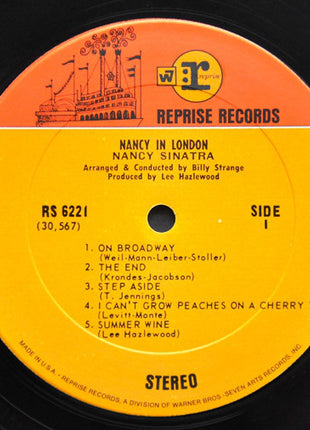 W
r
reprise
REPRISE RECORDS
NANCY IN LONDON
NANCY SINATRA
Arranged & Conducted by Billy Strange
Produced by Lee Hazlewood
RS 6221
(30,567)
SIDE
1
1. ON BROADWAY
(Weil-Mann-Leiber-Stoller)
2. THE END
(Krondes-Jacobson)
3. STEP ASIDE
(T. Jennings)
4. I CAN'T GROW PEACHES ON A CHERRY
(Levitt-Monte)
5. SUMMER WINE
(Lee Hazlewood)
STEREO
MADE IN U.S.A. - REPRISE RECORDS, A DIVISION OF WARNER BROS.-SEVEN ARTS RECORDS, INC.